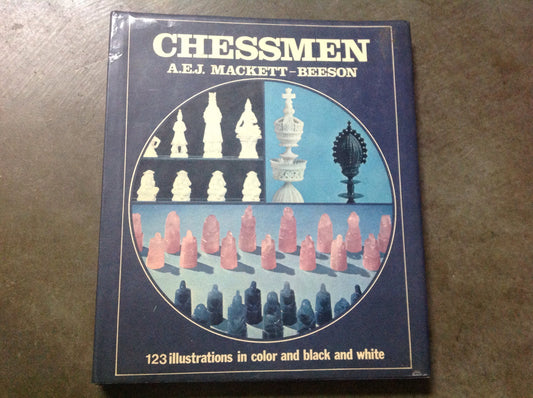 CHESSMEN
A.E.J. MACKETT-BEESON
123 illustrations in color and black and white